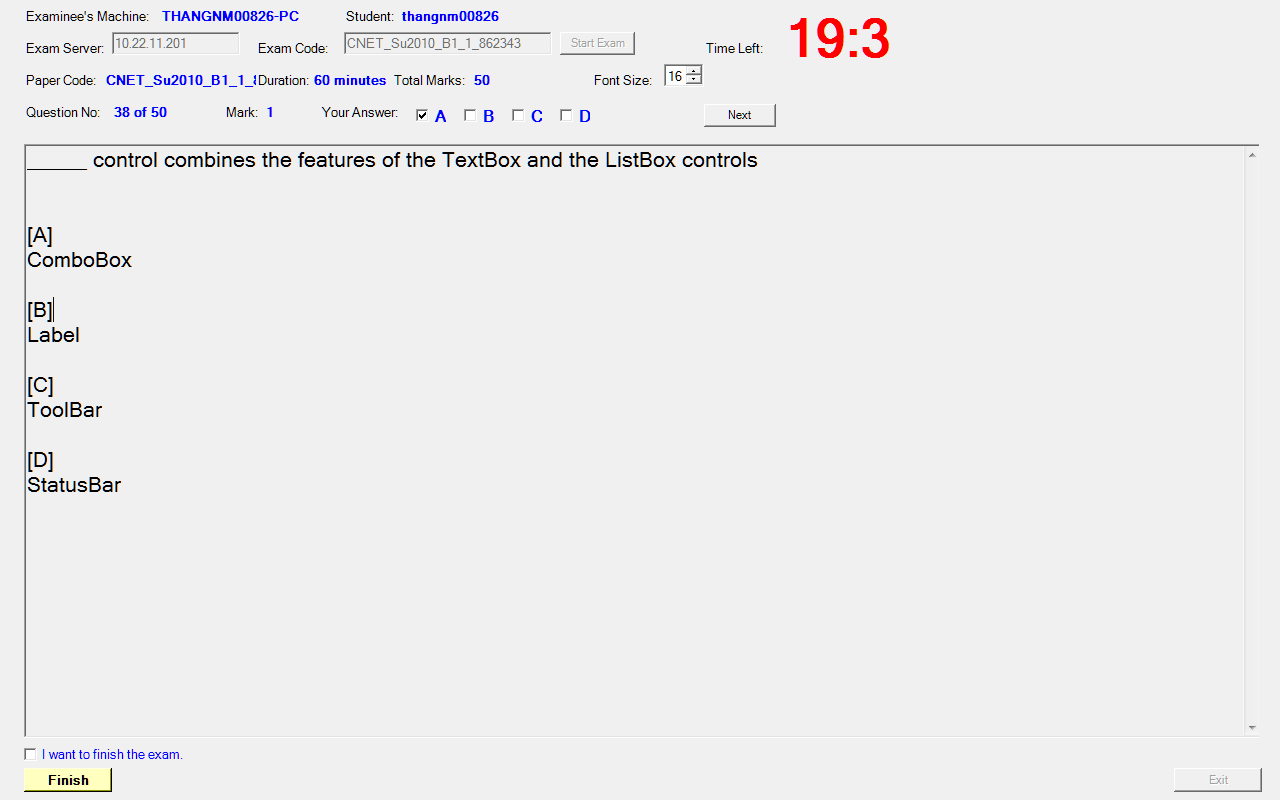 Examinee's Machine: THANGNM00826-PC Student: thangnm00826
Exam Server: 10.22.11.201 Exam Code: CNET_Su2010_B1_1_862343 Start Exam Time Left: 19:3
Paper Code: CNET_Su2010_B1_1_ Duration: 60 minutes Total Marks: 50 Font Size: 16
Question No: 38 of 50 Mark: 1 Your Answer: A B C D Next
_____ control combines the features of the TextBox and the ListBox controls
[A]
ComboBox
[B]
Label
[C]
ToolBar
[D]
StatusBar
I want to finish the exam.
Finish Exit